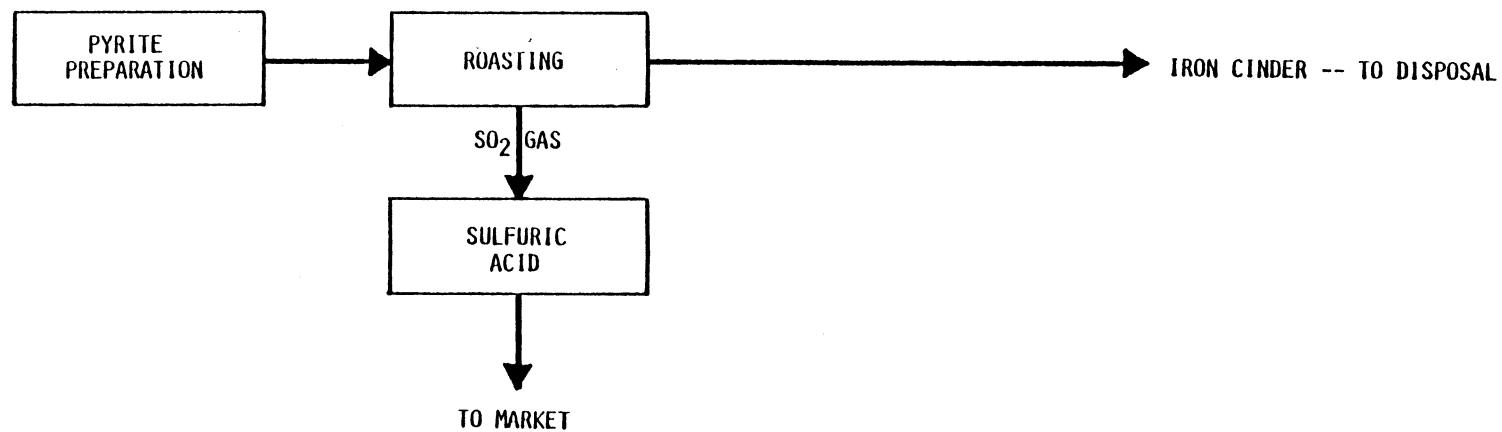 PYRITE
PREPARATION
ROASTING
IRON CINDER -- TO DISPOSAL
SO₂ GAS
SULFURIC
ACID
TO MARKET